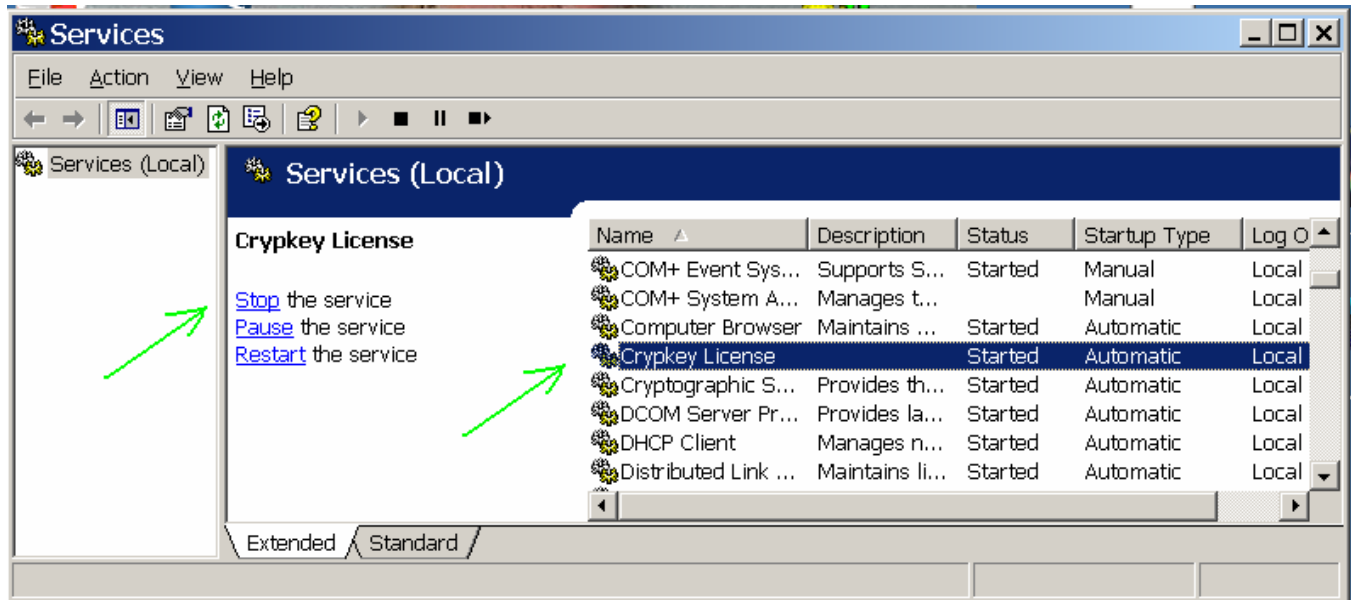 Services
File Action View Help
Services (Local)
Services (Local)
Crypkey License
Stop the service
Pause the service
Restart the service
Name Description Status Startup Type Log O
COM+ Event Sys... Supports S... Started Manual Local
COM+ System A... Manages t... Manual Local
Computer Browser Maintains ... Started Automatic Local
Crypkey License Started Automatic Local
Cryptographic S... Provides th... Started Automatic Local
DCOM Server Pr... Provides la... Started Automatic Local
DHCP Client Manages n... Started Automatic Local
Distributed Link ... Maintains li... Started Automatic Local
Extended Standard